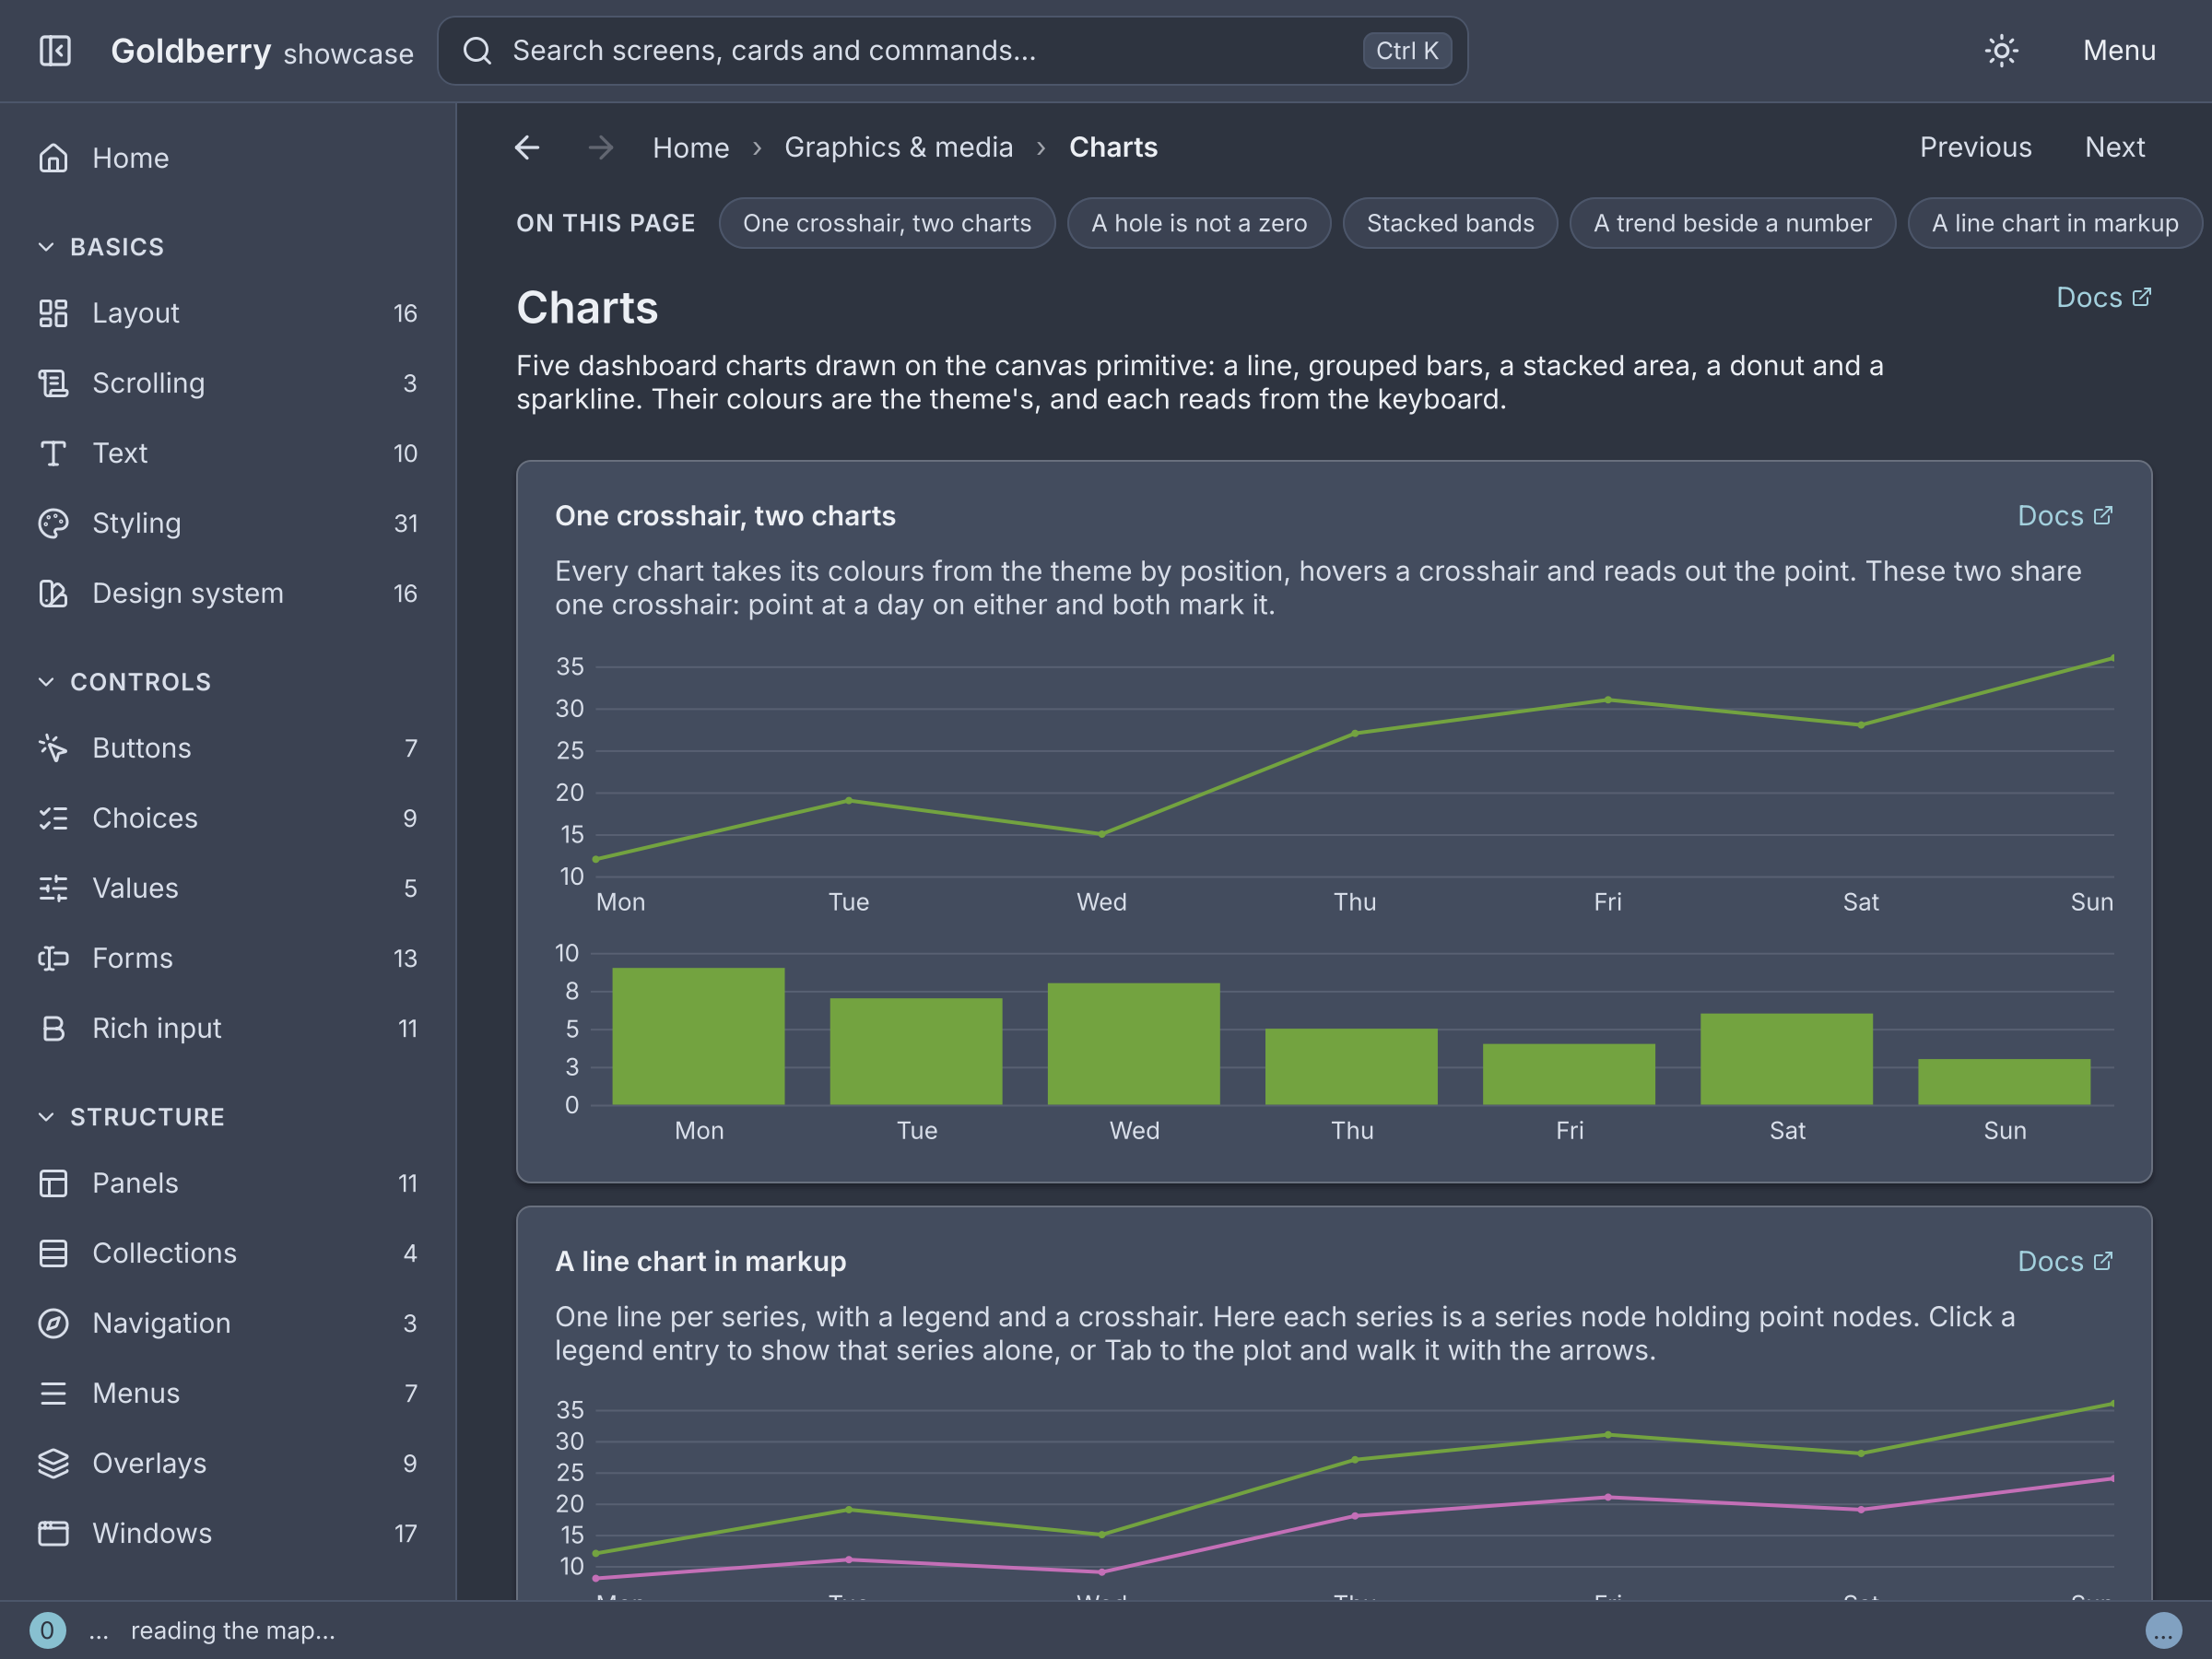 Goldberry showcase
Search screens, cards and commands...
Ctrl K
Menu
Home
BASICS
Layout 16
Scrolling 3
Text 10
Styling 31
Design system 16
CONTROLS
Buttons 7
Choices 9
Values 5
Forms 13
Rich input 11
STRUCTURE
Panels 11
Collections 4
Navigation 3
Menus 7
Overlays 9
Windows 17
Home › Graphics & media › Charts
Previous Next
ON THIS PAGE
One crosshair, two charts
A hole is not a zero
Stacked bands
A trend beside a number
A line chart in markup
Charts
Docs
Five dashboard charts drawn on the canvas primitive: a line, grouped bars, a stacked area, a donut and a
sparkline. Their colours are the theme's, and each reads from the keyboard.
One crosshair, two charts
Docs
Every chart takes its colours from the theme by position, hovers a crosshair and reads out the point. These two share
one crosshair: point at a day on either and both mark it.
35
30
25
20
15
10
Mon Tue Wed Thu Fri Sat Sun
10
8
5
3
0
Mon Tue Wed Thu Fri Sat Sun
A line chart in markup
Docs
One line per series, with a legend and a crosshair. Here each series is a series node holding point nodes. Click a
legend entry to show that series alone, or Tab to the plot and walk it with the arrows.
35
30
25
20
15
10
Mon Tue Wed Thu Fri Sat Sun
0 ... reading the map...
...